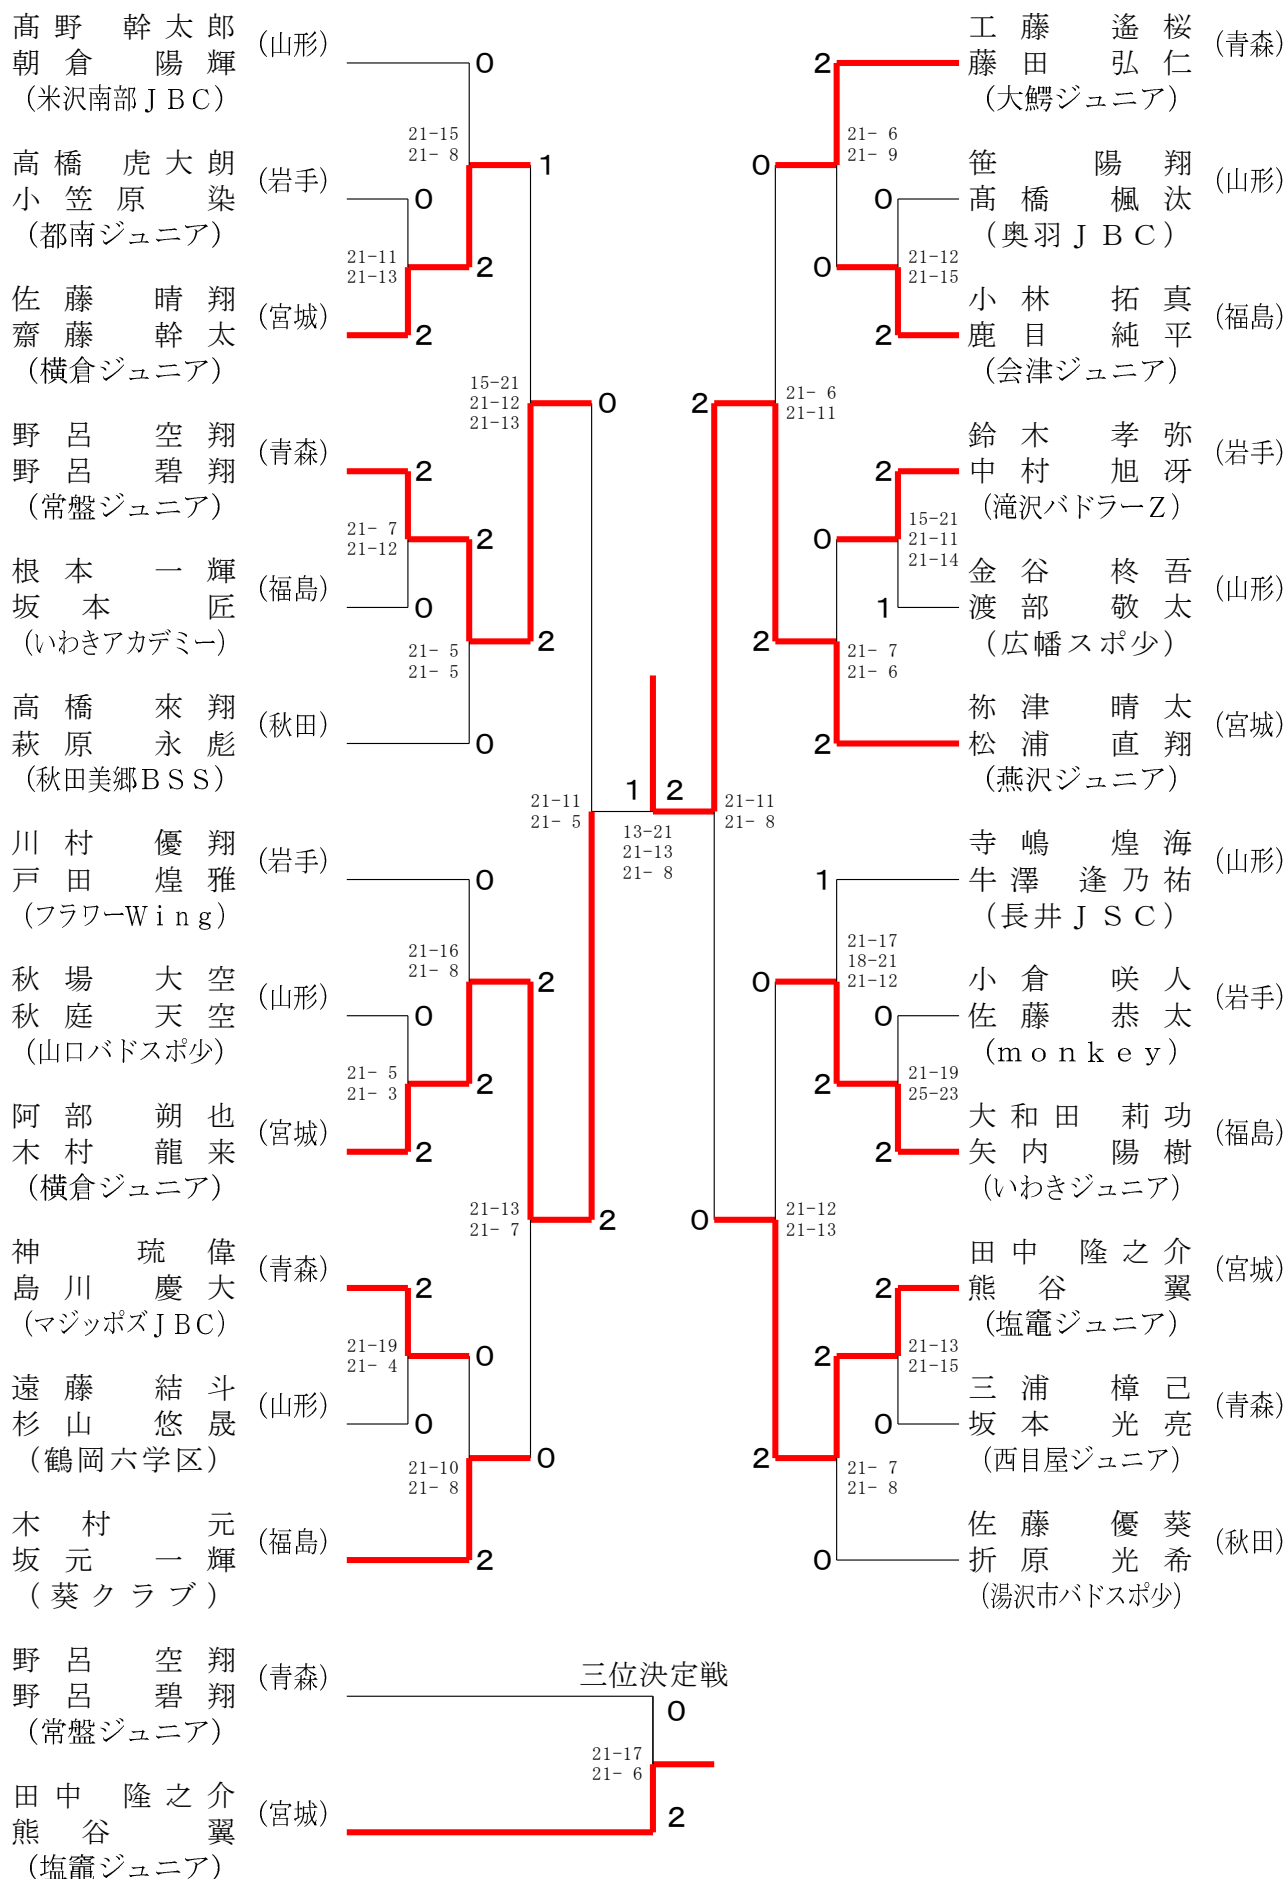 髙野 幹太郎
朝倉 陽輝
(山形)
(米沢南部ＪＢＣ)
0
21-15
21- 8
高橋 虎大朗
小笠原 染
(岩手)
(都南ジュニア)
0
1
21-11
21-13
2
佐藤 晴翔
齋藤 幹太
(宮城)
(横倉ジュニア)
2
15-21
21-12
21-13
0
野呂 空翔
野呂 碧翔
(青森)
(常盤ジュニア)
2
21- 7
21-12
2
根本 一輝
坂本 匠
(福島)
(いわきアカデミー)
0
2
21- 5
21- 5
高橋 來翔
萩原 永彪
(秋田)
(秋田美郷ＢＳＳ)
0
21-11
21- 5
川村 優翔
戸田 煌雅
(岩手)
(フラワーＷｉｎｇ)
0
21-16
21- 8
秋場 大空
秋庭 天空
(山形)
(山口バドスポ少)
0
2
21- 5
21- 3
2
阿部 朔也
木村 龍来
(宮城)
(横倉ジュニア)
2
21-13
21- 7
2
神 琉偉
島川 慶大
(青森)
(マジッポズＪＢＣ)
2
21-19
21- 4
0
遠藤 結斗
杉山 悠晟
(山形)
(鶴岡六学区)
0
0
21-10
21- 8
木村 元
坂元 一輝
(福島)
(葵クラブ)
2
1
2
13-21
21-13
21- 8
工藤 遙桜
藤田 弘仁
(青森)
(大鰐ジュニア)
2
21- 6
21- 9
0
笹 陽翔
髙橋 楓汰
(山形)
(奥羽ＪＢＣ)
0
0
21-12
21-15
小林 拓真
鹿目 純平
(福島)
(会津ジュニア)
2
2
21- 6
21-11
鈴木 孝弥
中村 旭冴
(岩手)
(滝沢バドラーＺ)
2
0
15-21
21-11
21-14
金谷 柊吾
渡部 敬太
(山形)
(広幡スポ少)
1
2
21- 7
21- 6
祢津 晴太
松浦 直翔
(宮城)
(燕沢ジュニア)
2
21-11
21- 8
寺嶋 煌海
牛澤 逢乃祐
(山形)
(長井ＪＳＣ)
1
21-17
18-21
21-12
0
小倉 咲人
佐藤 恭太
(岩手)
(ｍｏｎｋｅｙ)
0
2
21-19
25-23
大和田 莉功
矢内 陽樹
(福島)
(いわきジュニア)
2
0
21-12
21-13
田中 隆之介
熊谷 翼
(宮城)
(塩竈ジュニア)
2
2
21-13
21-15
三浦 樟己
坂本 光亮
(青森)
(西目屋ジュニア)
0
2
21- 7
21- 8
佐藤 優葵
折原 光希
(秋田)
(湯沢市バドスポ少)
0
三位決定戦
野呂 空翔
野呂 碧翔
(青森)
(常盤ジュニア)
0
21-17
21- 6
田中 隆之介
熊谷 翼
(宮城)
(塩竈ジュニア)
2